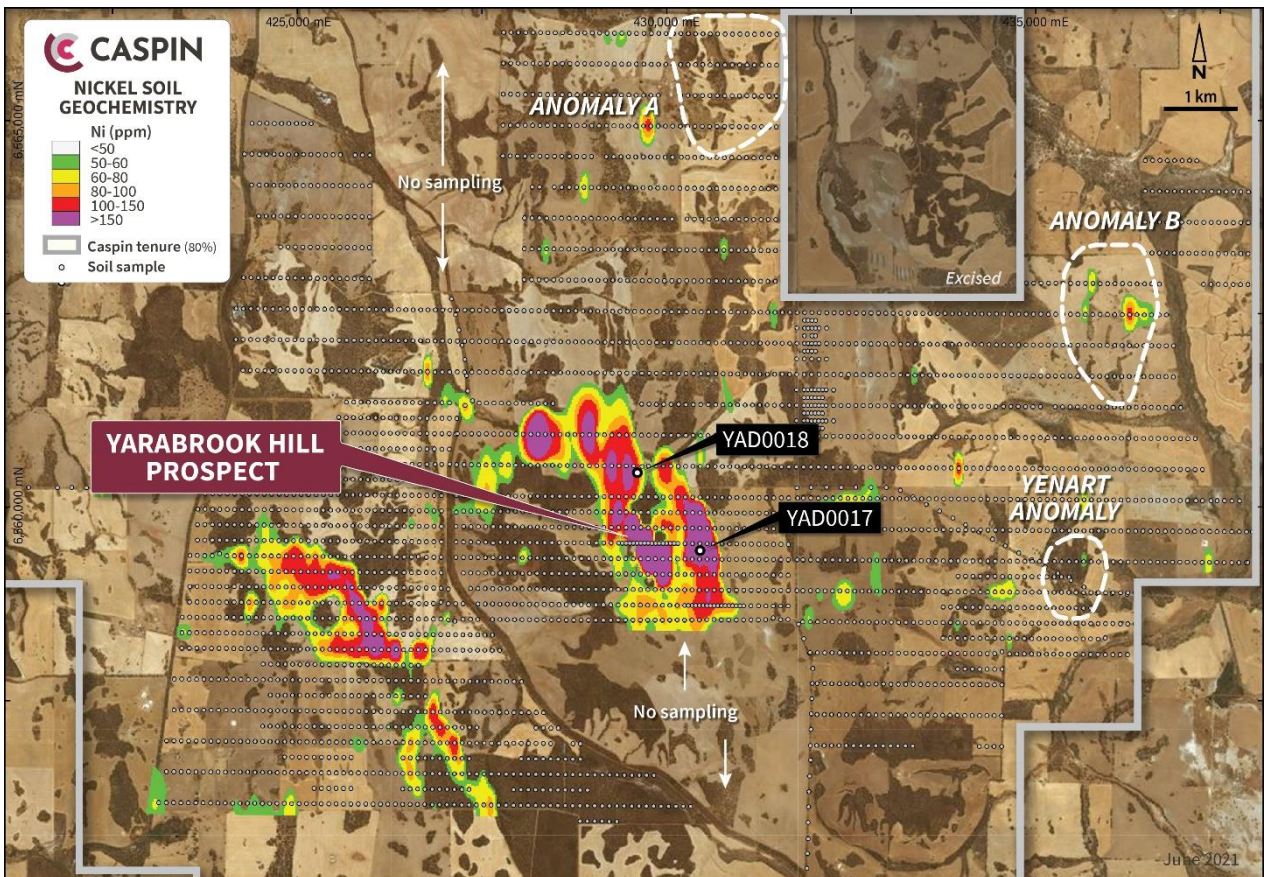 CASPIN
NICKEL SOIL
GEOCHEMISTRY
Ni (ppm)
<50
50-60
60-80
80-100
100-150
>150
Caspin tenure (80%)
Soil sample
425,000 mE
430,000 mE
435,000 mE
6,565,000 mN
6,560,000 mN
N
1 km
ANOMALY A
No sampling
Excised
ANOMALY B
YARABROOK HILL
PROSPECT
YAD0018
YAD0017
YENART
ANOMALY
No sampling
June 2021